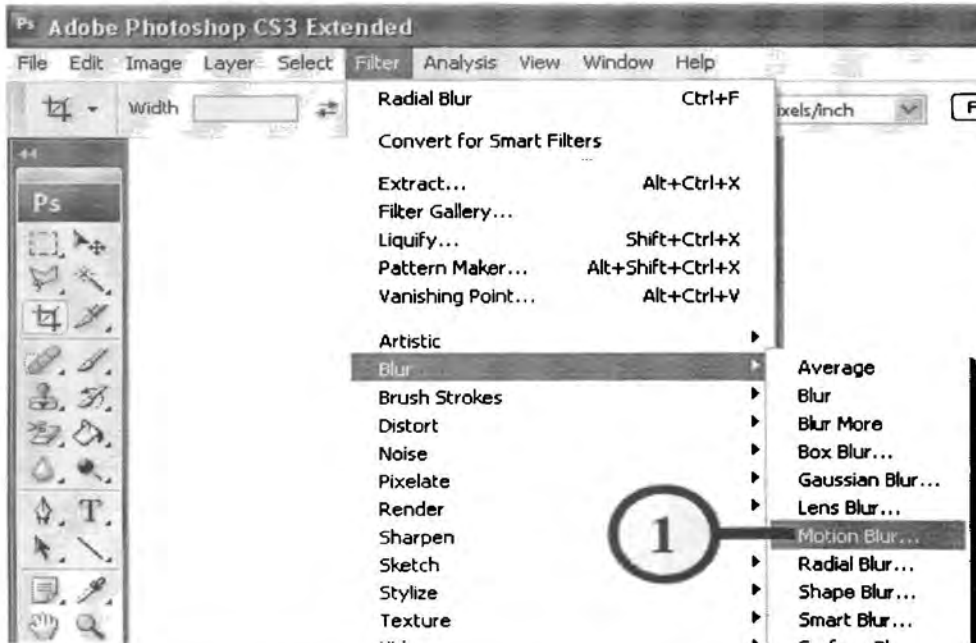 Ps Adobe Photoshop CS3 Extended
File Edit Image Layer Select Filter Analysis View Window Help
Width
ixels/inch
F
Ps
T
Radial Blur Ctrl+F
Convert for Smart Filters
Extract... Alt+Ctrl+X
Filter Gallery...
Liquify... Shift+Ctrl+X
Pattern Maker... Alt+Shift+Ctrl+X
Vanishing Point... Alt+Ctrl+V
Artistic
Blur
Brush Strokes
Distort
Noise
Pixelate
Render
Sharpen
Sketch
Stylize
Texture
Average
Blur
Blur More
Box Blur...
Gaussian Blur...
Lens Blur...
1
Motion Blur...
Radial Blur...
Shape Blur...
Smart Blur...